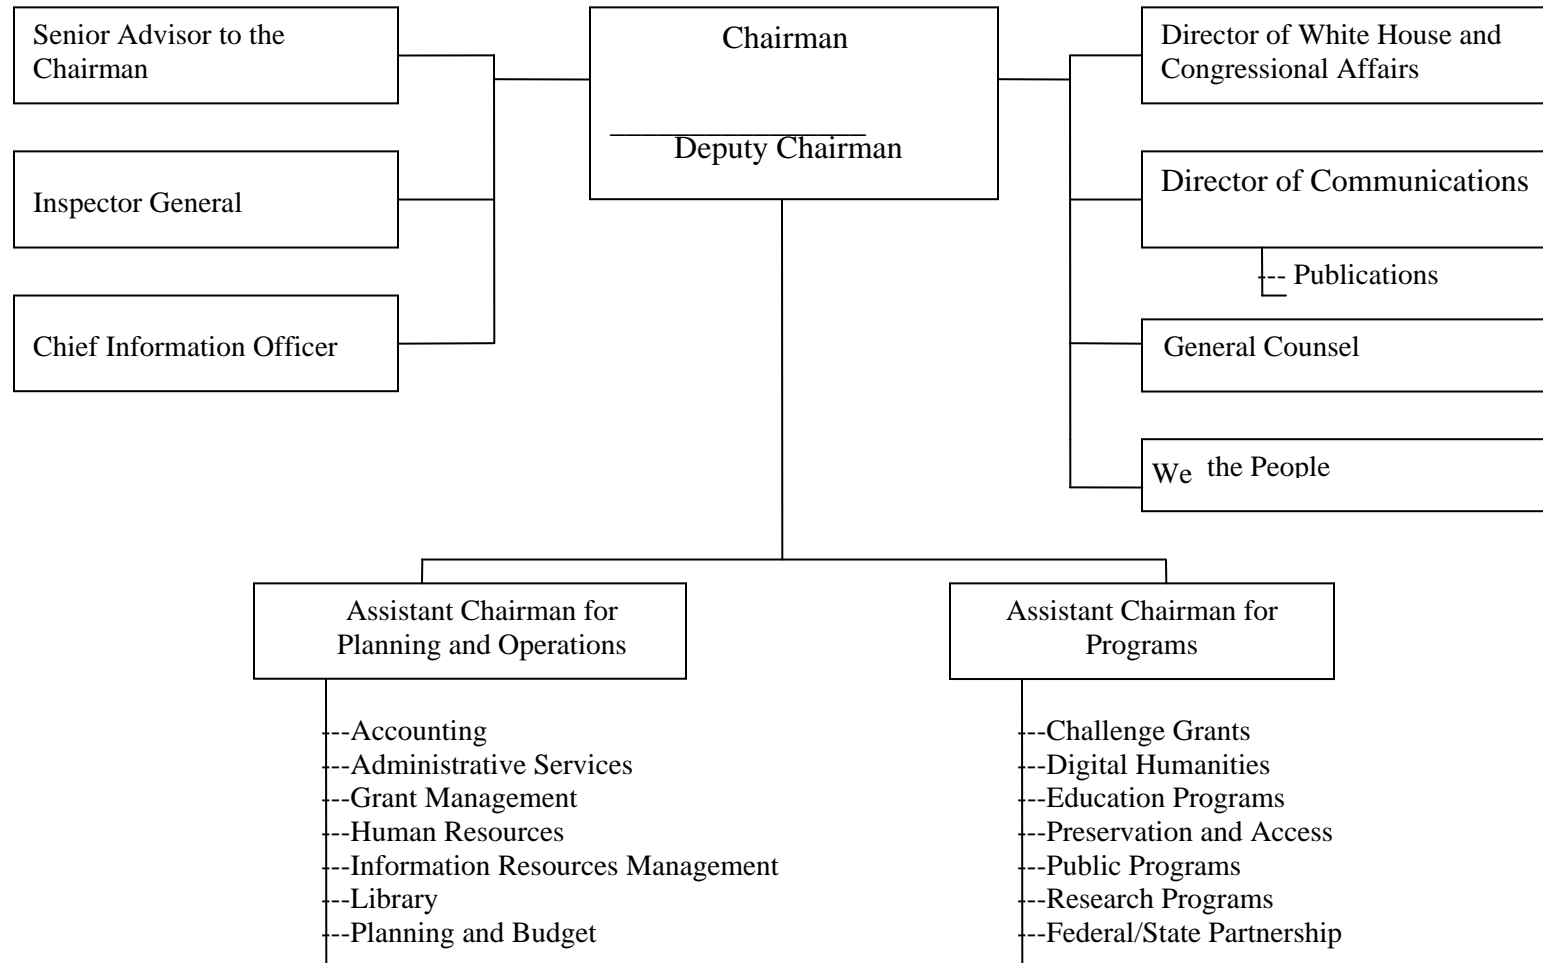 Senior Advisor to the
Chairman
Chairman
________________
Deputy Chairman
Director of White House and
Congressional Affairs
Inspector General
Director of Communications
--- Publications
Chief Information Officer
General Counsel
We the People
Assistant Chairman for
Planning and Operations
---Accounting
---Administrative Services
---Grant Management
---Human Resources
---Information Resources Management
---Library
---Planning and Budget
Assistant Chairman for
Programs
---Challenge Grants
---Digital Humanities
---Education Programs
---Preservation and Access
---Public Programs
---Research Programs
---Federal/State Partnership